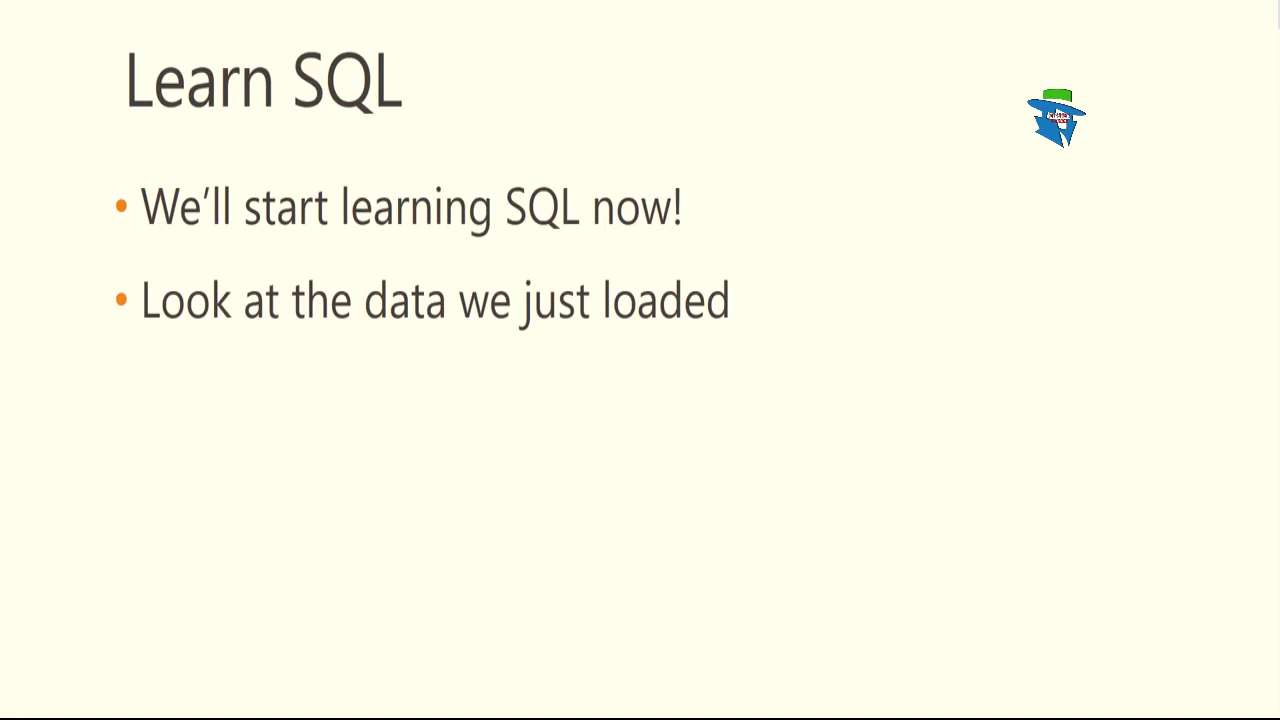 Learn SQL
• We’ll start learning SQL now!
• Look at the data we just loaded